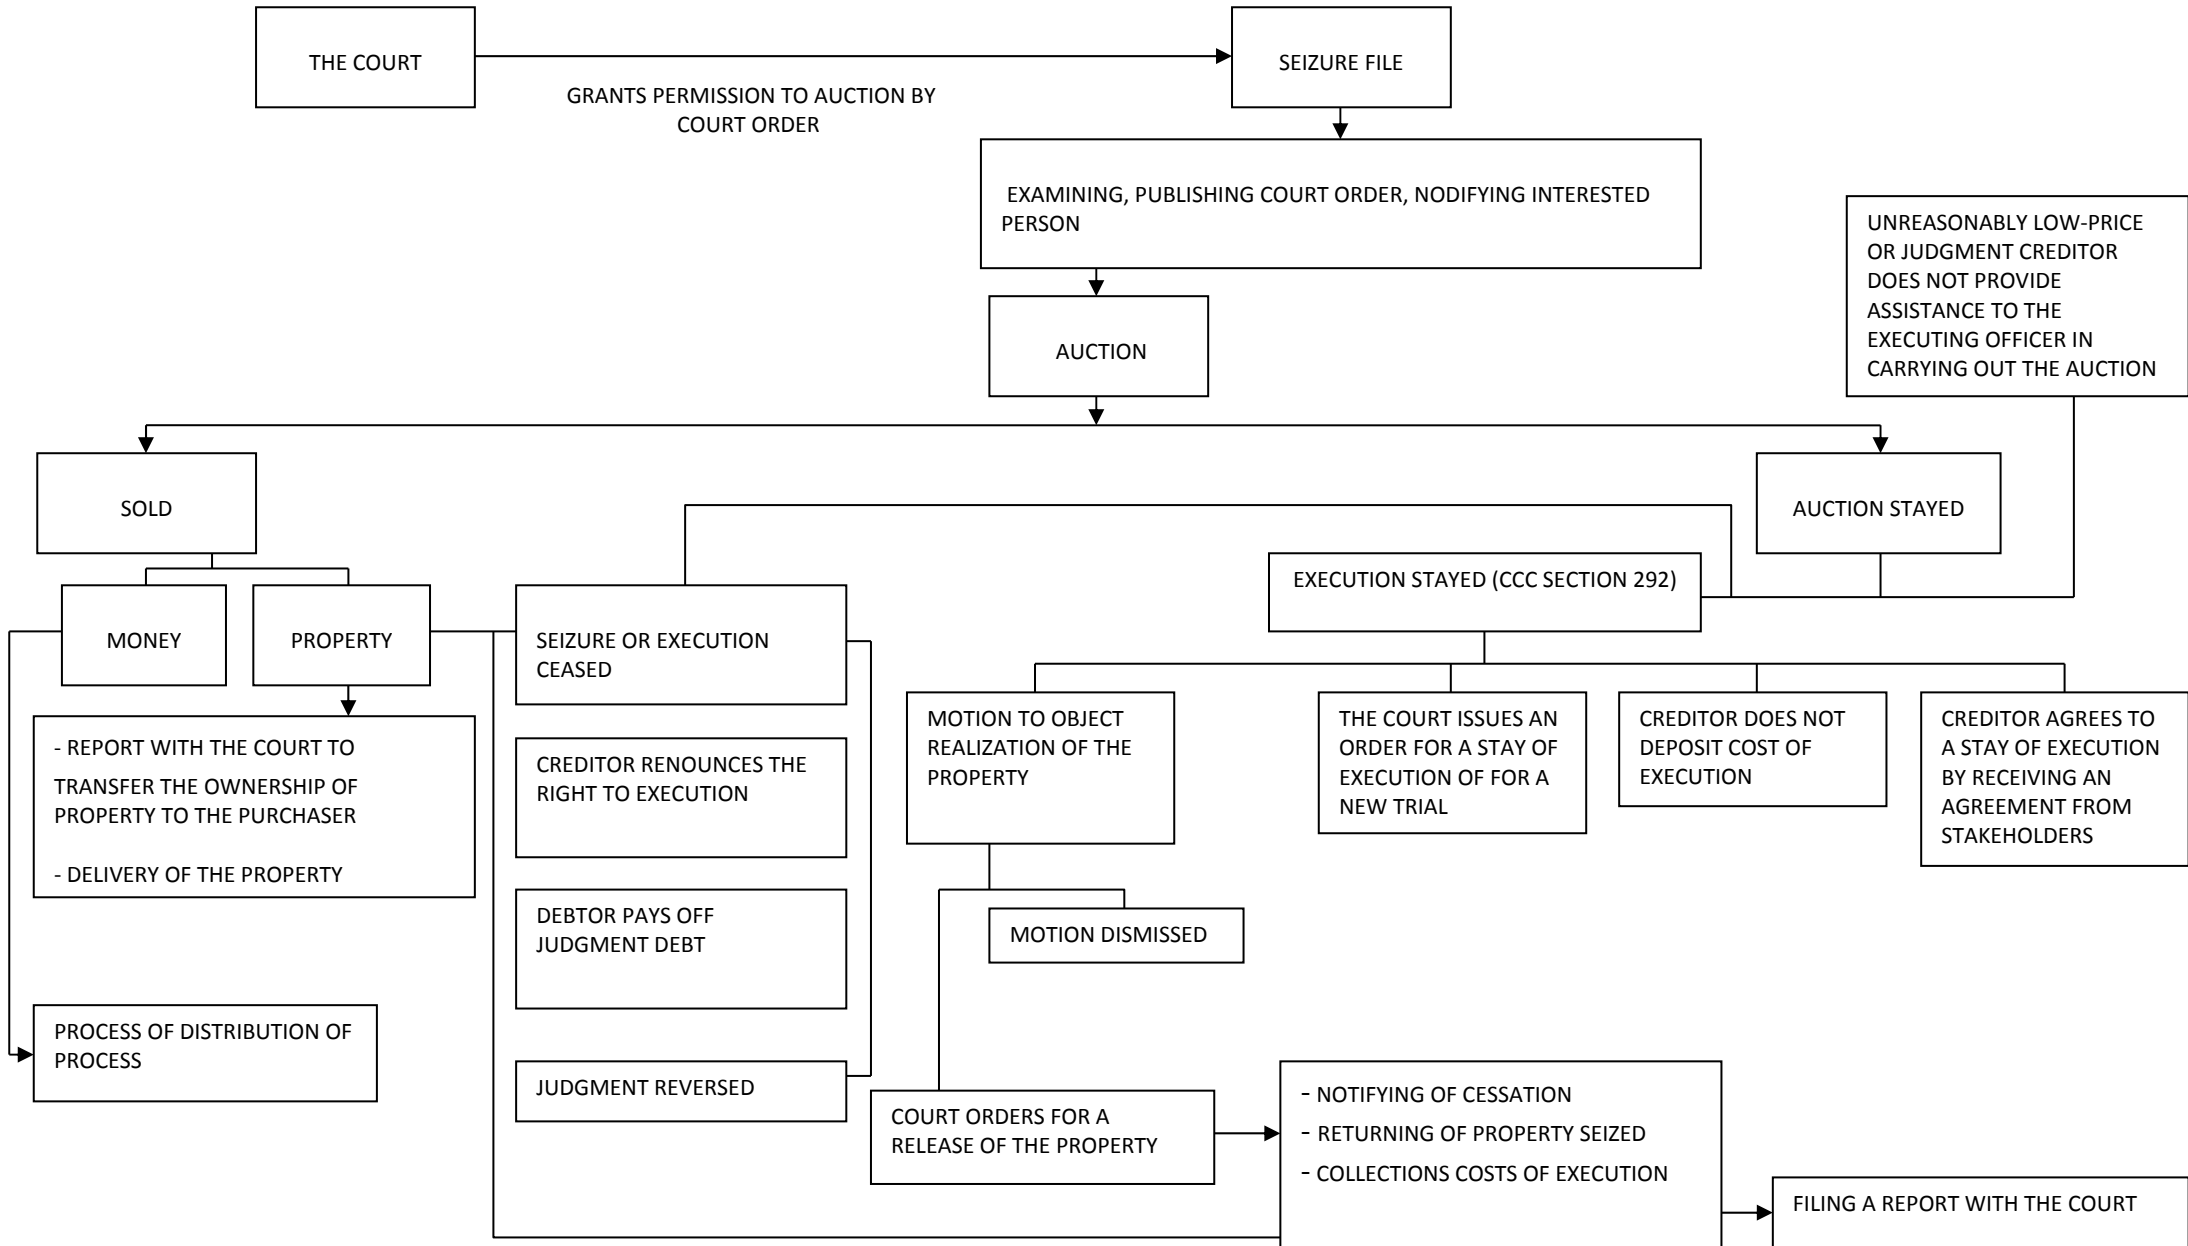 THE COURT
SEIZURE FILE
GRANTS PERMISSION TO AUCTION BY
COURT ORDER
EXAMINING, PUBLISHING COURT ORDER, NODIFYING INTERESTED
PERSON
UNREASONABLY LOW-PRICE
OR JUDGMENT CREDITOR
DOES NOT PROVIDE
ASSISTANCE TO THE
EXECUTING OFFICER IN
CARRYING OUT THE AUCTION
AUCTION
SOLD
AUCTION STAYED
EXECUTION STAYED (CCC SECTION 292)
MONEY
PROPERTY
SEIZURE OR EXECUTION
CEASED
- REPORT WITH THE COURT TO
TRANSFER THE OWNERSHIP OF
PROPERTY TO THE PURCHASER
- DELIVERY OF THE PROPERTY
CREDITOR RENOUNCES THE
RIGHT TO EXECUTION
MOTION TO OBJECT
REALIZATION OF THE
PROPERTY
THE COURT ISSUES AN
ORDER FOR A STAY OF
EXECUTION OF FOR A
NEW TRIAL
CREDITOR DOES NOT
DEPOSIT COST OF
EXECUTION
CREDITOR AGREES TO
A STAY OF EXECUTION
BY RECEIVING AN
AGREEMENT FROM
STAKEHOLDERS
DEBTOR PAYS OFF
JUDGMENT DEBT
MOTION DISMISSED
PROCESS OF DISTRIBUTION OF
PROCESS
JUDGMENT REVERSED
COURT ORDERS FOR A
RELEASE OF THE PROPERTY
- NOTIFYING OF CESSATION
- RETURNING OF PROPERTY SEIZED
- COLLECTIONS COSTS OF EXECUTION
FILING A REPORT WITH THE COURT